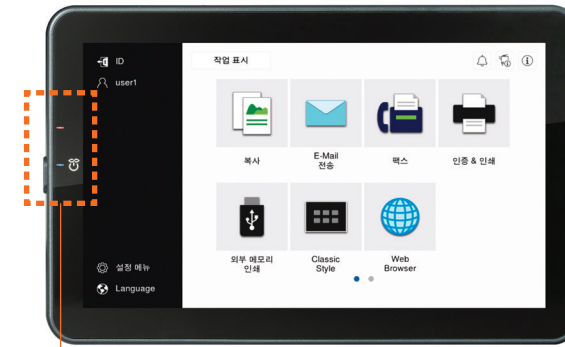 ID
user1
작업 표시
복사
E-Mail
전송
팩스
인증 & 인쇄
외부 메모리
인쇄
Classic
Style
Web
Browser
설정 메뉴
Language